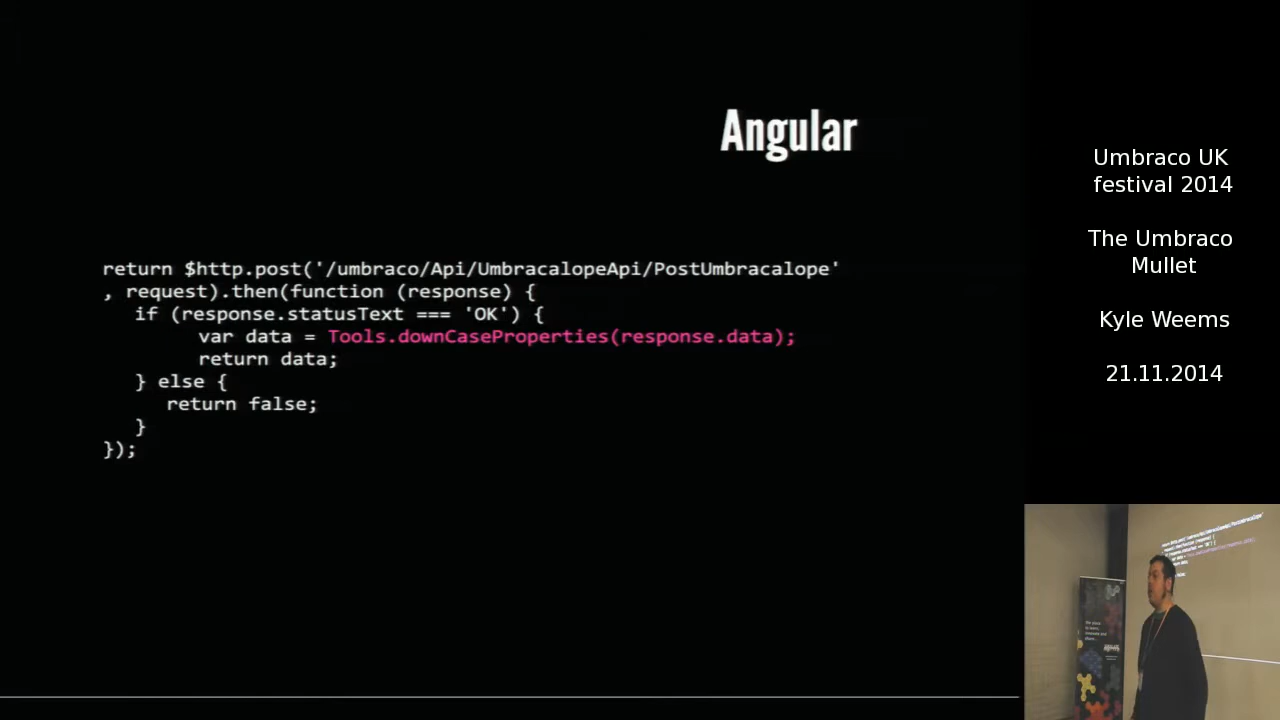 Angular
return $http.post('/umbraco/Api/UmbracalopeApi/PostUmbracalope'
, request).then(function (response) {
if (response.statusText === 'OK') {
var data = Tools.downCaseProperties(response.data);
return data;
} else {
return false;
}
});
Umbraco UK
festival 2014
The Umbraco
Mullet
Kyle Weems
21.11.2014